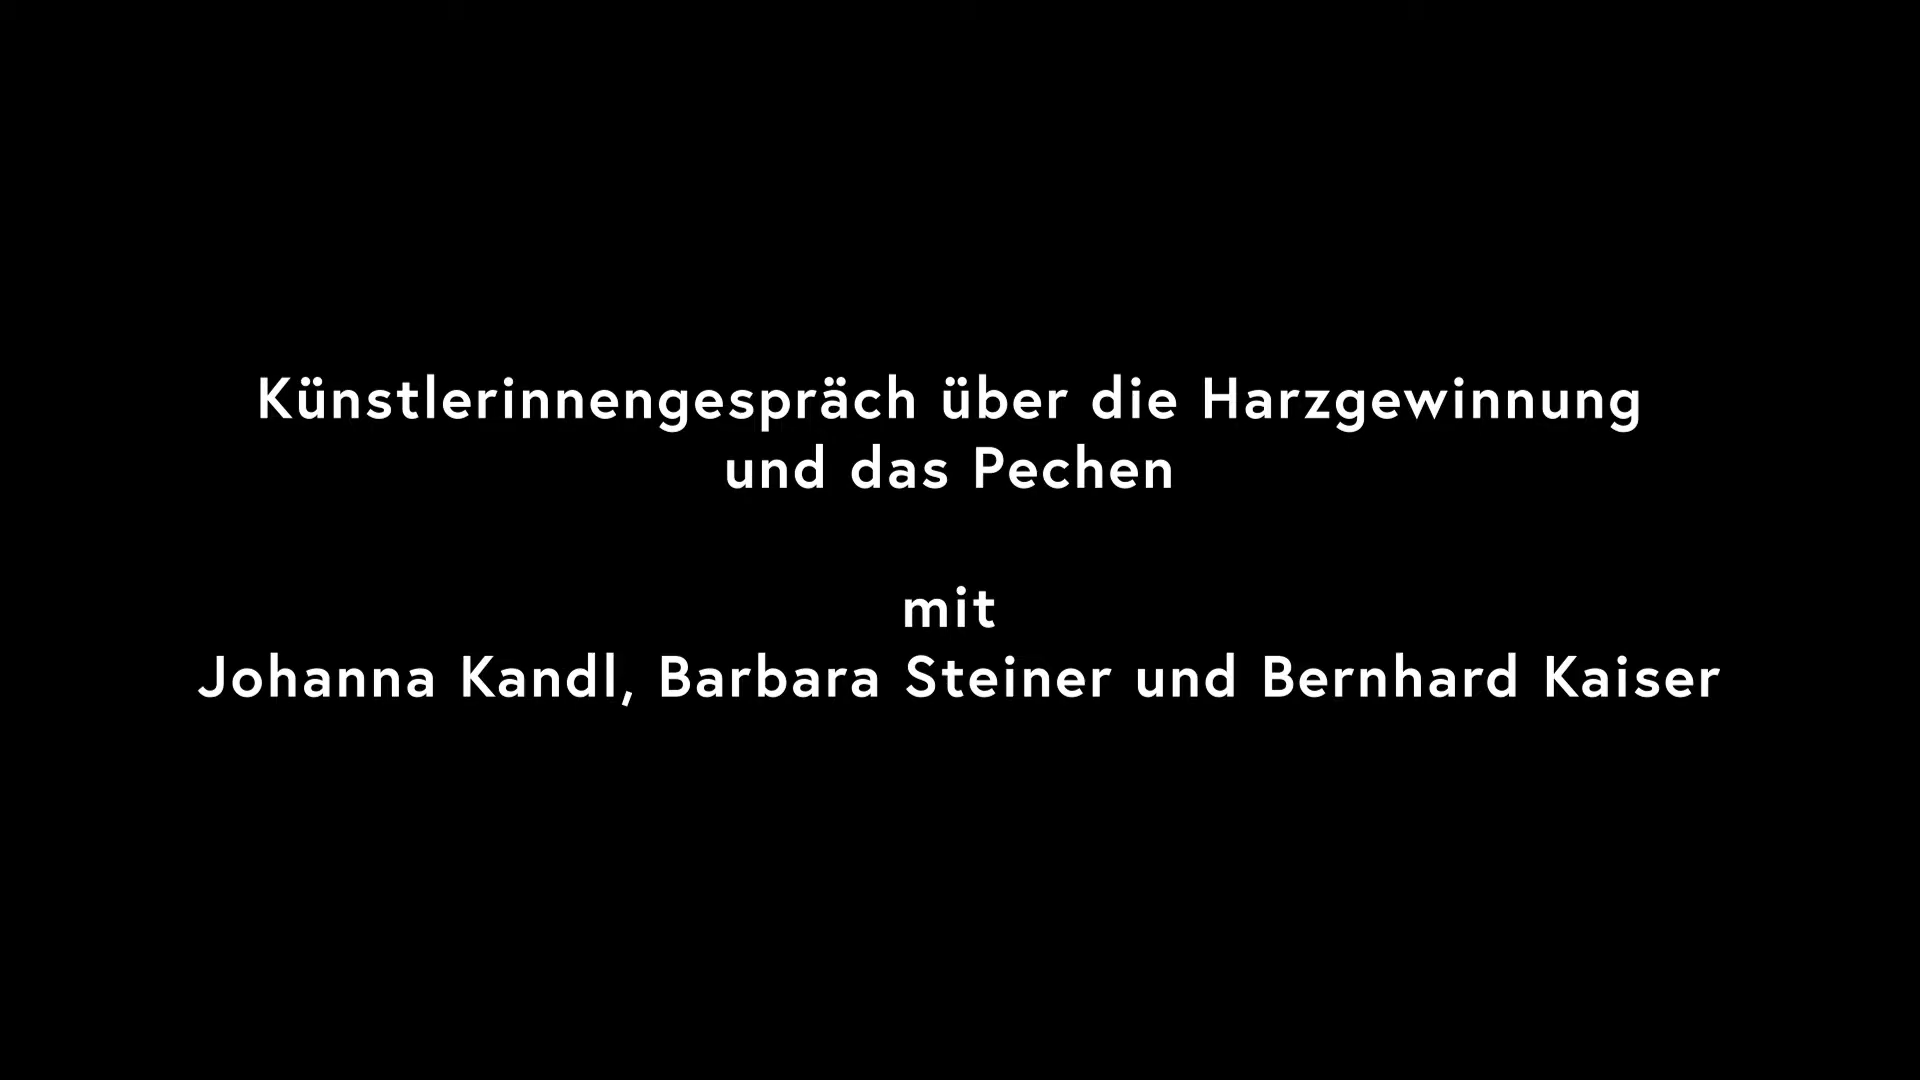 Künstlerinnengespräch über die Harzgewinnung
und das Pechen
mit
Johanna Kandl, Barbara Steiner und Bernhard Kaiser